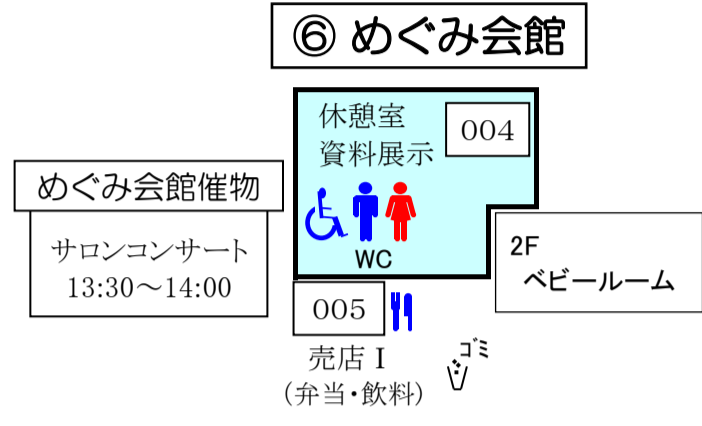 ⑥ めぐみ会館
休憩室
資料展示
004
めぐみ会館催物
サロンコンサート
13:30～14:00
WC
2F
ベビールーム
005
売店Ⅰ
(弁当・飲料)
ゴミ